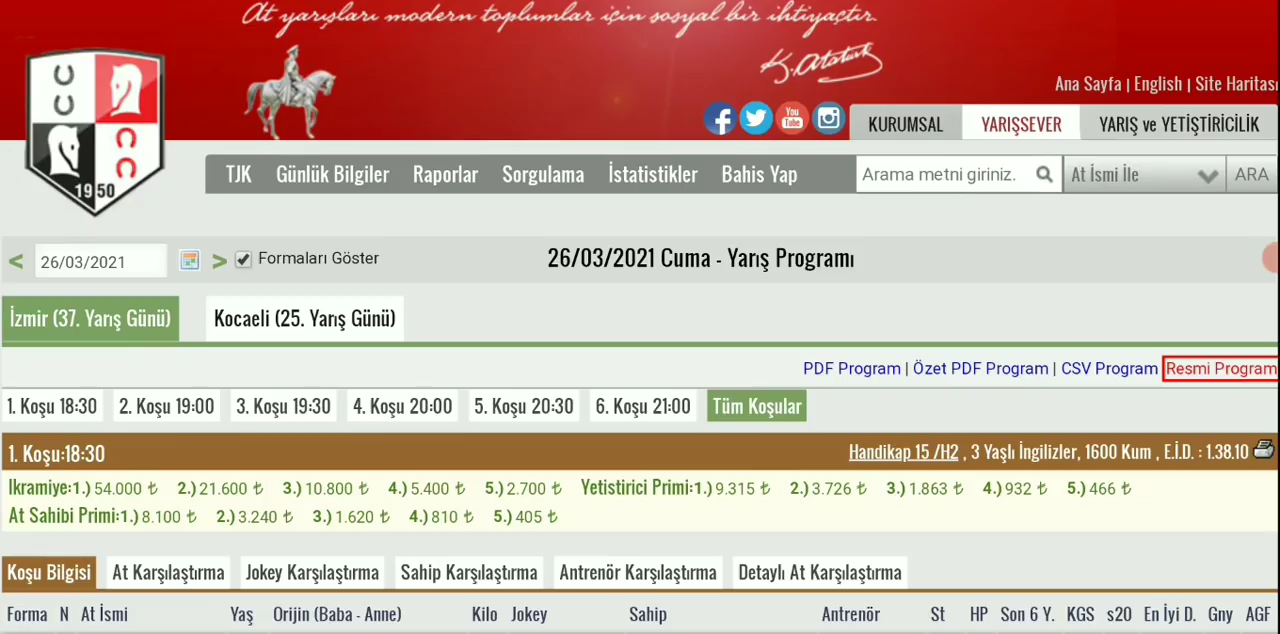 At yarışları modern toplumlar için sosyal bir ihtiyaçtır.
K. Atatürk
Ana Sayfa | English | Site Haritası
KURUMSAL YARIŞSEVER YARIŞ ve YETİŞTİRİCİLİK
1950
TJK Günlük Bilgiler Raporlar Sorgulama İstatistikler Bahis Yap Arama metni giriniz. At İsmi İle ARA
< 26/03/2021 > Formaları Göster 26/03/2021 Cuma - Yarış Programı
İzmir (37. Yarış Günü) Kocaeli (25. Yarış Günü)
PDF Program | Özet PDF Program | CSV Program Resmi Program
1. Koşu 18:30 2. Koşu 19:00 3. Koşu 19:30 4. Koşu 20:00 5. Koşu 20:30 6. Koşu 21:00 Tüm Koşular
1. Koşu:18:30 Handikap 15 /H2 , 3 Yaşlı İngilizler, 1600 Kum , E.İ.D. : 1.38.10
Ikramiye:1.) 54.000 ₺ 2.) 21.600 ₺ 3.) 10.800 ₺ 4.) 5.400 ₺ 5.) 2.700 ₺ Yetistirici Primi:1.) 9.315 ₺ 2.) 3.726 ₺ 3.) 1.863 ₺ 4.) 932 ₺ 5.) 466 ₺
At Sahibi Primi:1.) 8.100 ₺ 2.) 3.240 ₺ 3.) 1.620 ₺ 4.) 810 ₺ 5.) 405 ₺
Koşu Bilgisi At Karşılaştırma Jokey Karşılaştırma Sahip Karşılaştırma Antrenör Karşılaştırma Detaylı At Karşılaştırma
Forma N At İsmi Yaş Orijin (Baba - Anne) Kilo Jokey Sahip Antrenör St HP Son 6 Y. KGS s20 En İyi D. Gny AGF